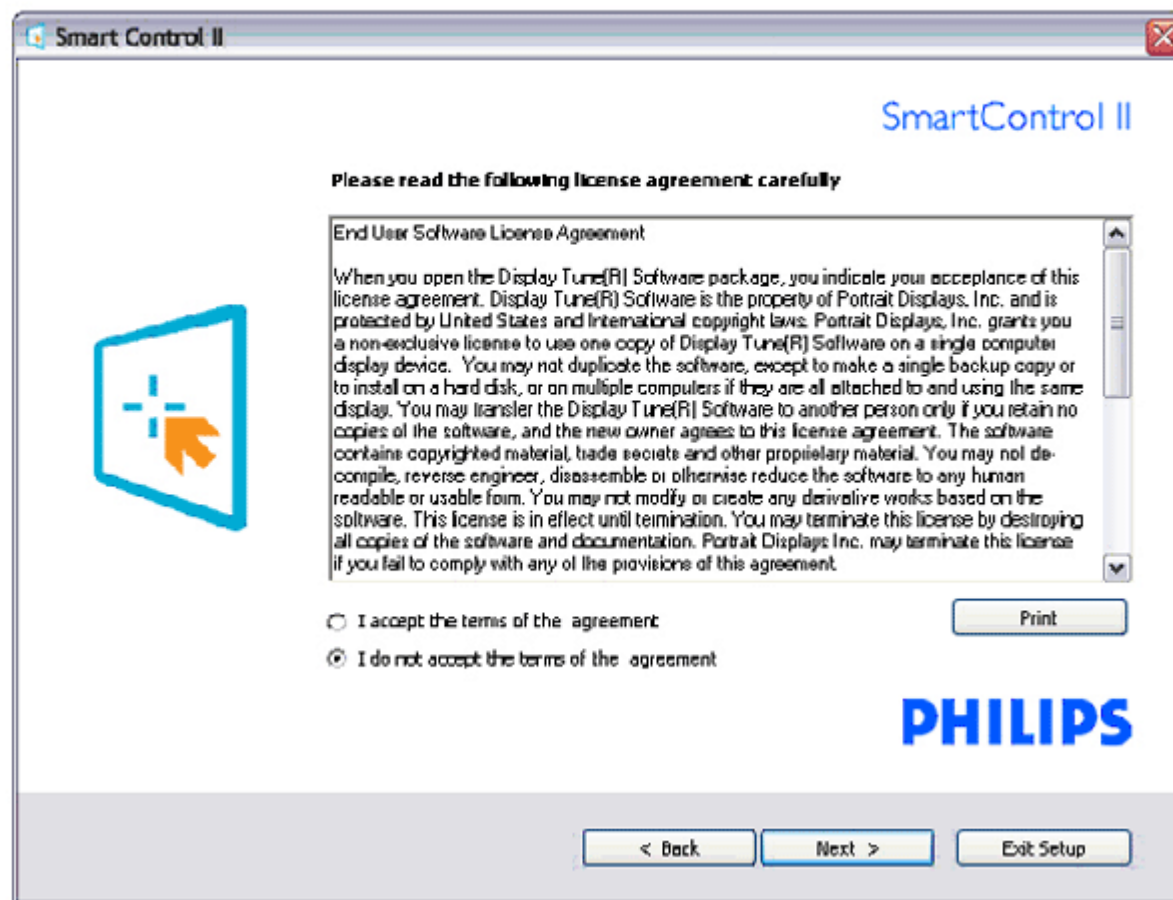 Smart Control II
SmartControl II
Please read the following license agreement carefully
End User Software License Agreement
When you open the Display Tune(R) Software package, you indicate your acceptance of this
license agreement. Display Tune(R) Software is the property of Portrait Displays, Inc. and is
protected by United States and International copyright laws. Portrait Displays, Inc. grants you
a non-exclusive license to use one copy of Display Tune(R) Software on a single computer
display device. You may not duplicate the software, except to make a single backup copy or
to install on a hard disk, or on multiple computers if they are all attached to and using the same
display. You may transfer the Display Tune(R) Software to another person only if you retain no
copies of the software, and the new owner agrees to this license agreement. The software
contains copyrighted material, trade secrets and other proprietary material. You may not de-
compile, reverse engineer, disassemble or otherwise reduce the software to any human
readable or usable form. You may not modify or create any derivative works based on the
software. This license is in effect until termination. You may terminate this license by destroying
all copies of the software and documentation. Portrait Displays Inc. may terminate this license
if you fail to comply with any of the provisions of this agreement.
I accept the terms of the agreement
Print
I do not accept the terms of the agreement
PHILIPS
< Back
Next >
Exit Setup